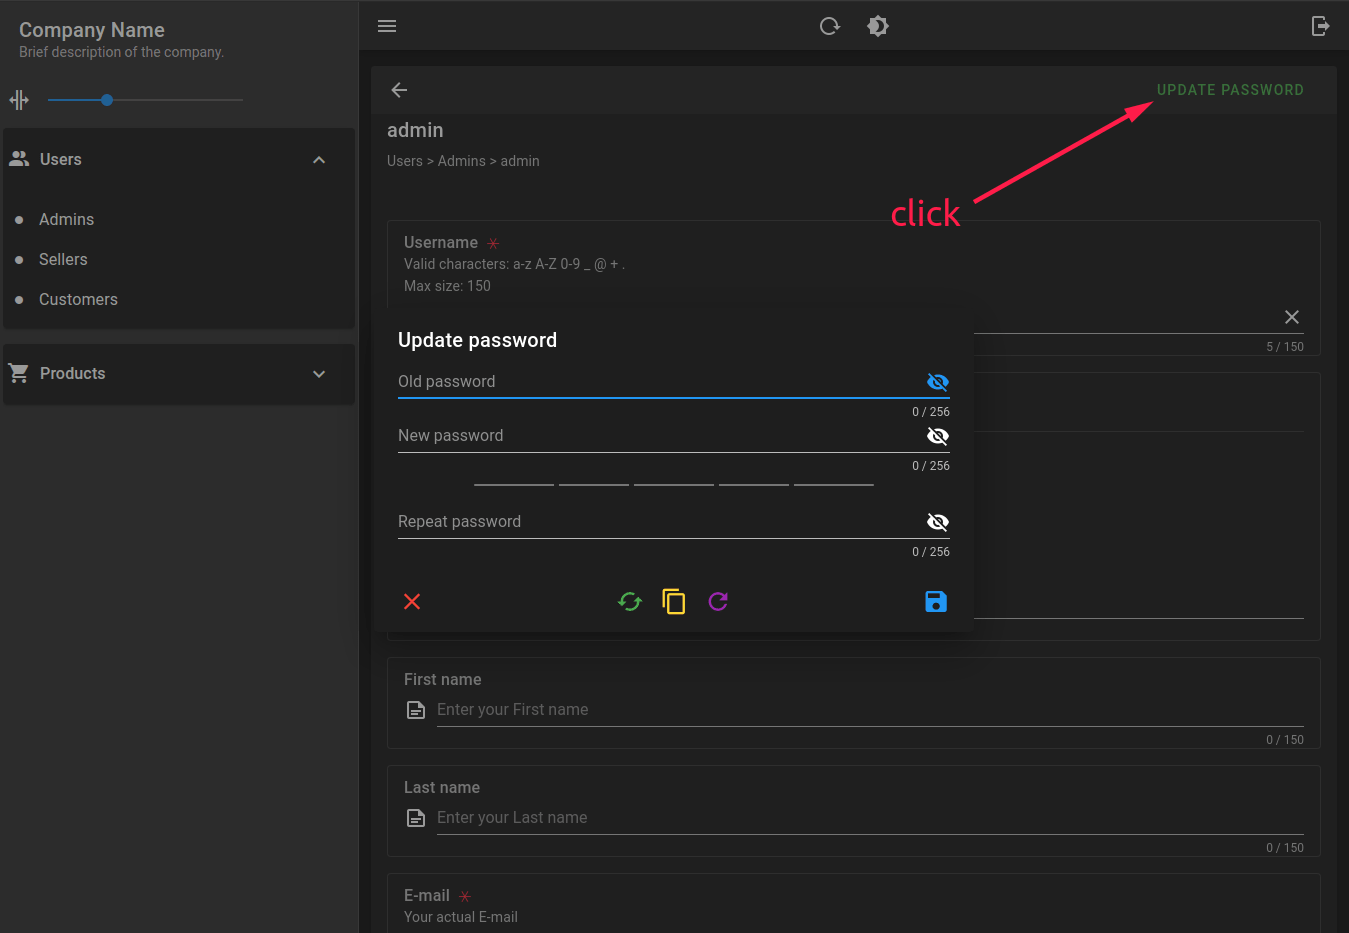 Company Name
Brief description of the company.
Users
Admins
Sellers
Customers
Products
UPDATE PASSWORD
admin
Users > Admins > admin
click
Username *
Valid characters: a-z A-Z 0-9 _ @ + .
Max size: 150
5 / 150
Update password
Old password
0 / 256
New password
0 / 256
Repeat password
0 / 256
First name
Enter your First name
0 / 150
Last name
Enter your Last name
0 / 150
E-mail *
Your actual E-mail